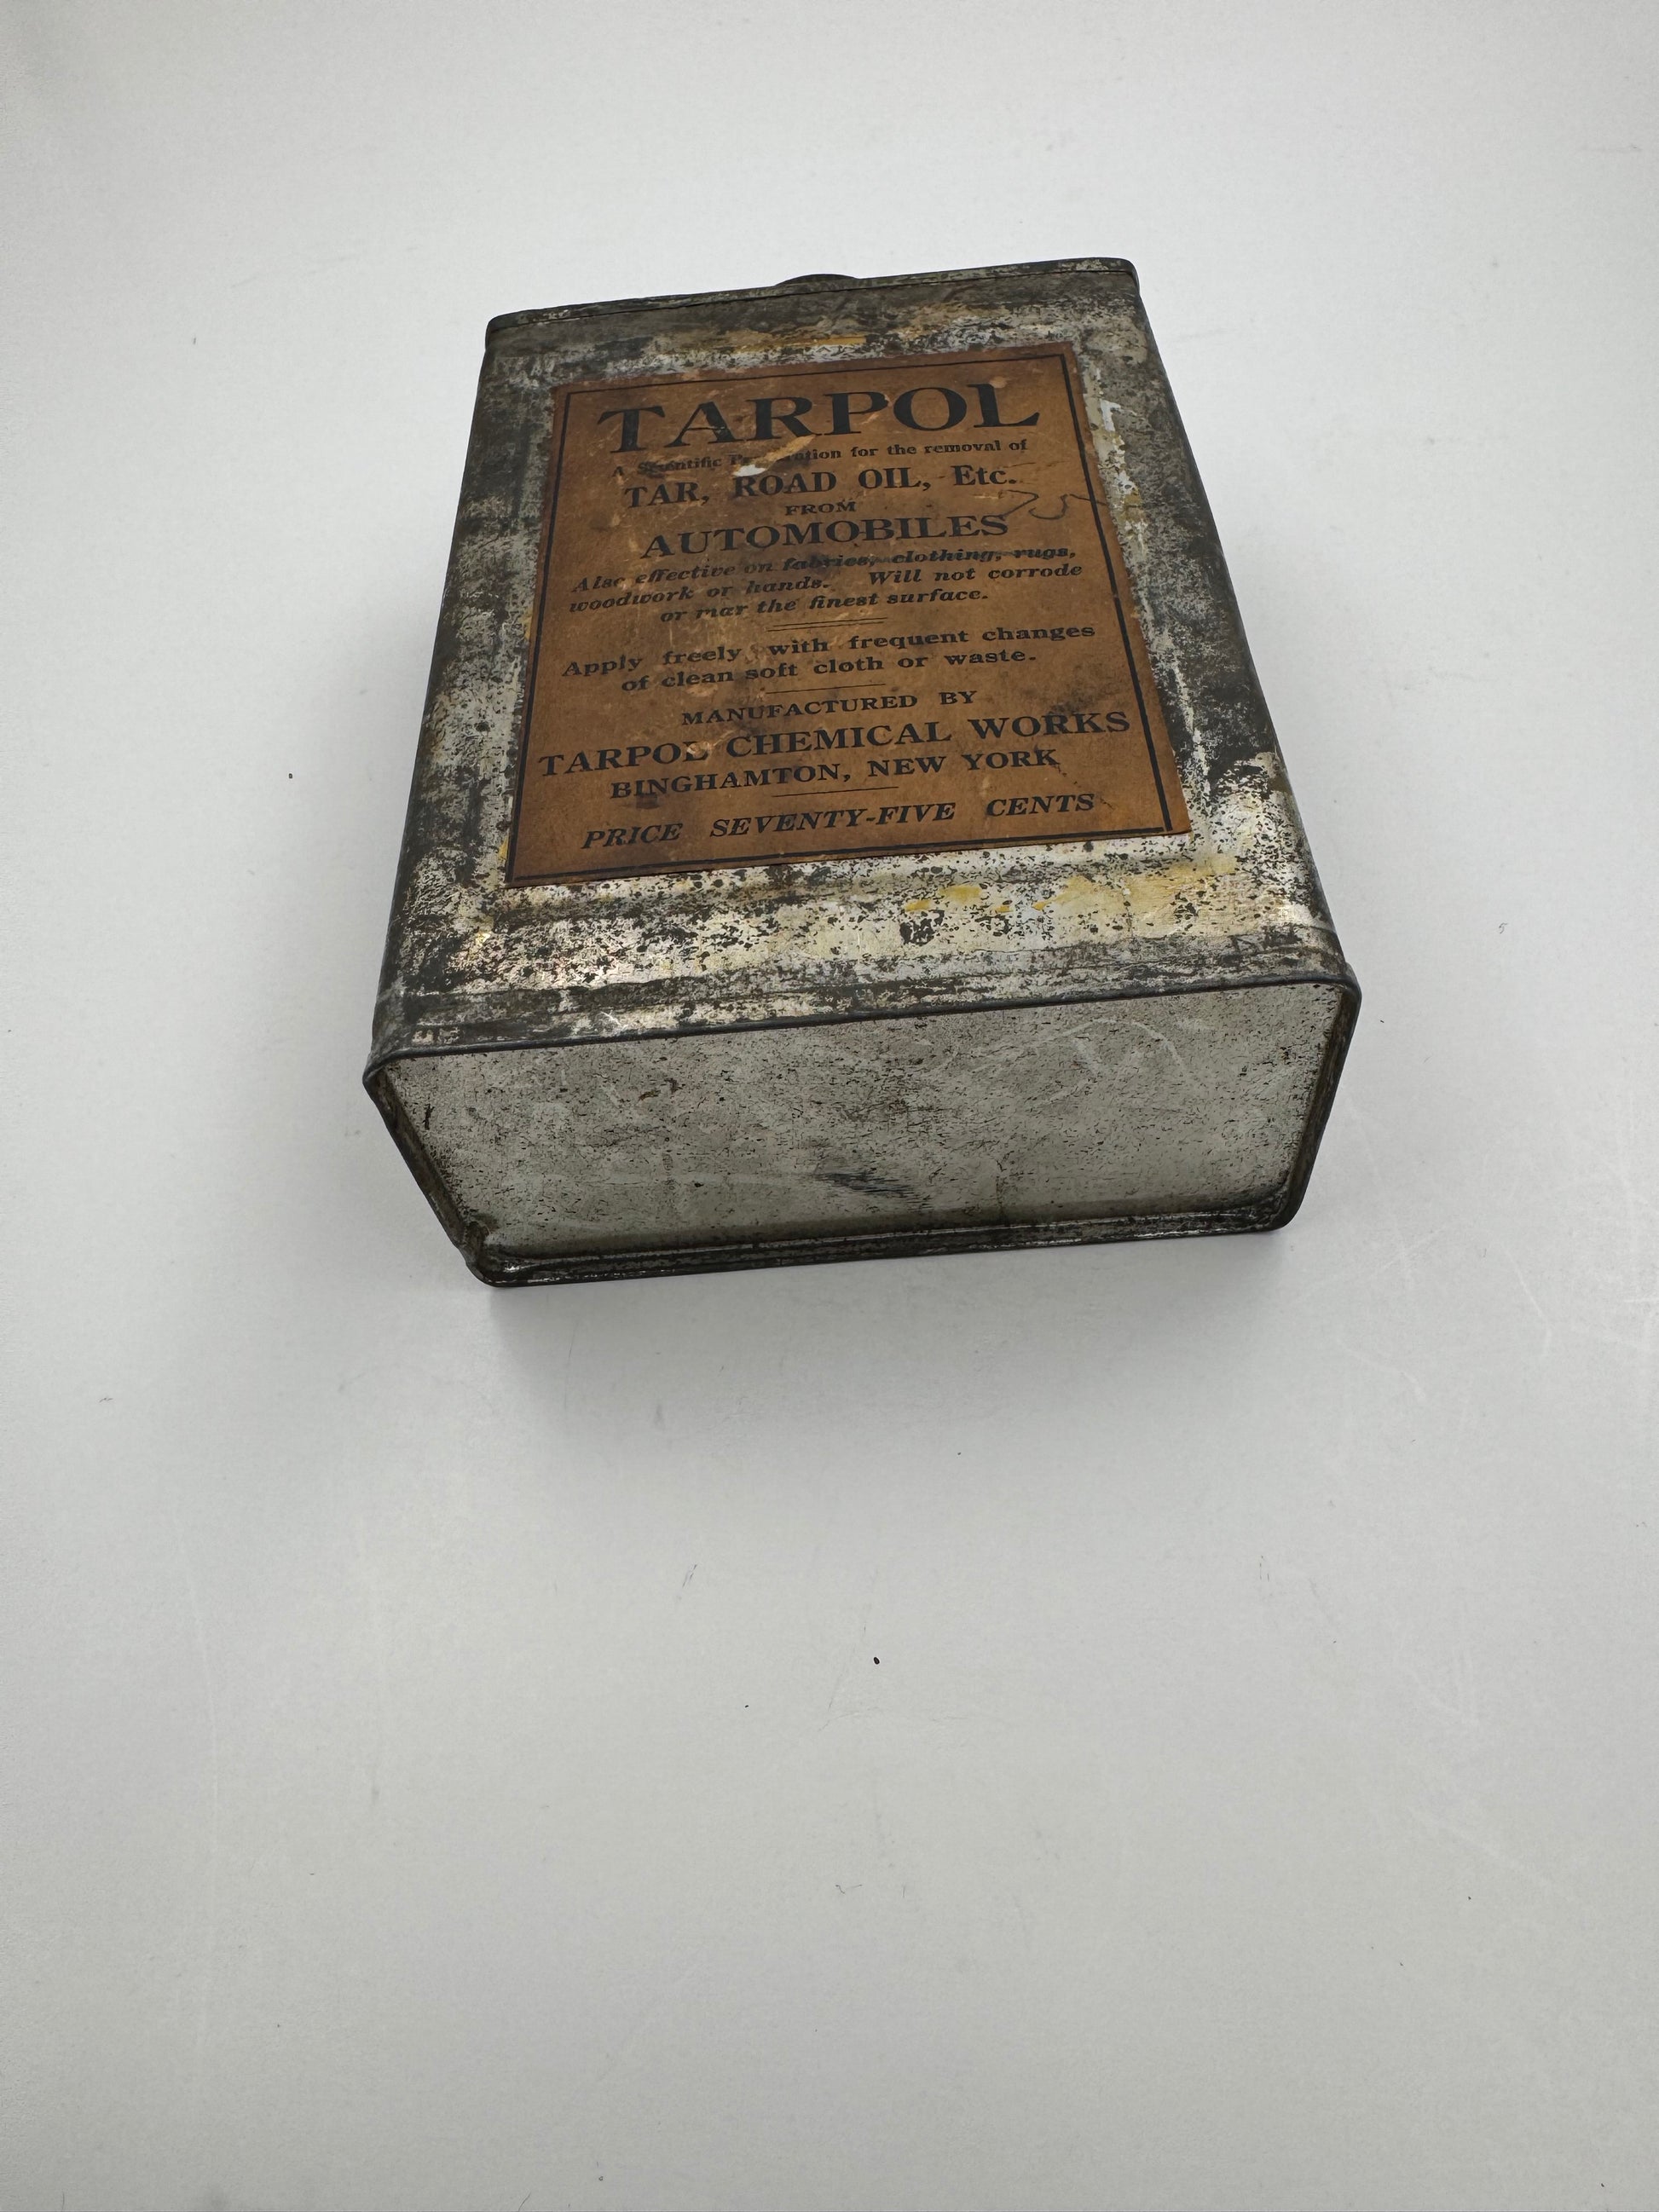 TARPOL
A Scientific Preparation for the removal of
TAR, ROAD OIL, Etc.
FROM
AUTOMOBILES
Also effective on fabrics, clothing, rugs,
woodwork or hands. Will not corrode
or mar the finest surface.
Apply freely with frequent changes
of clean soft cloth or waste.
MANUFACTURED BY
TARPOL CHEMICAL WORKS
BINGHAMTON, NEW YORK
PRICE SEVENTY-FIVE CENTS